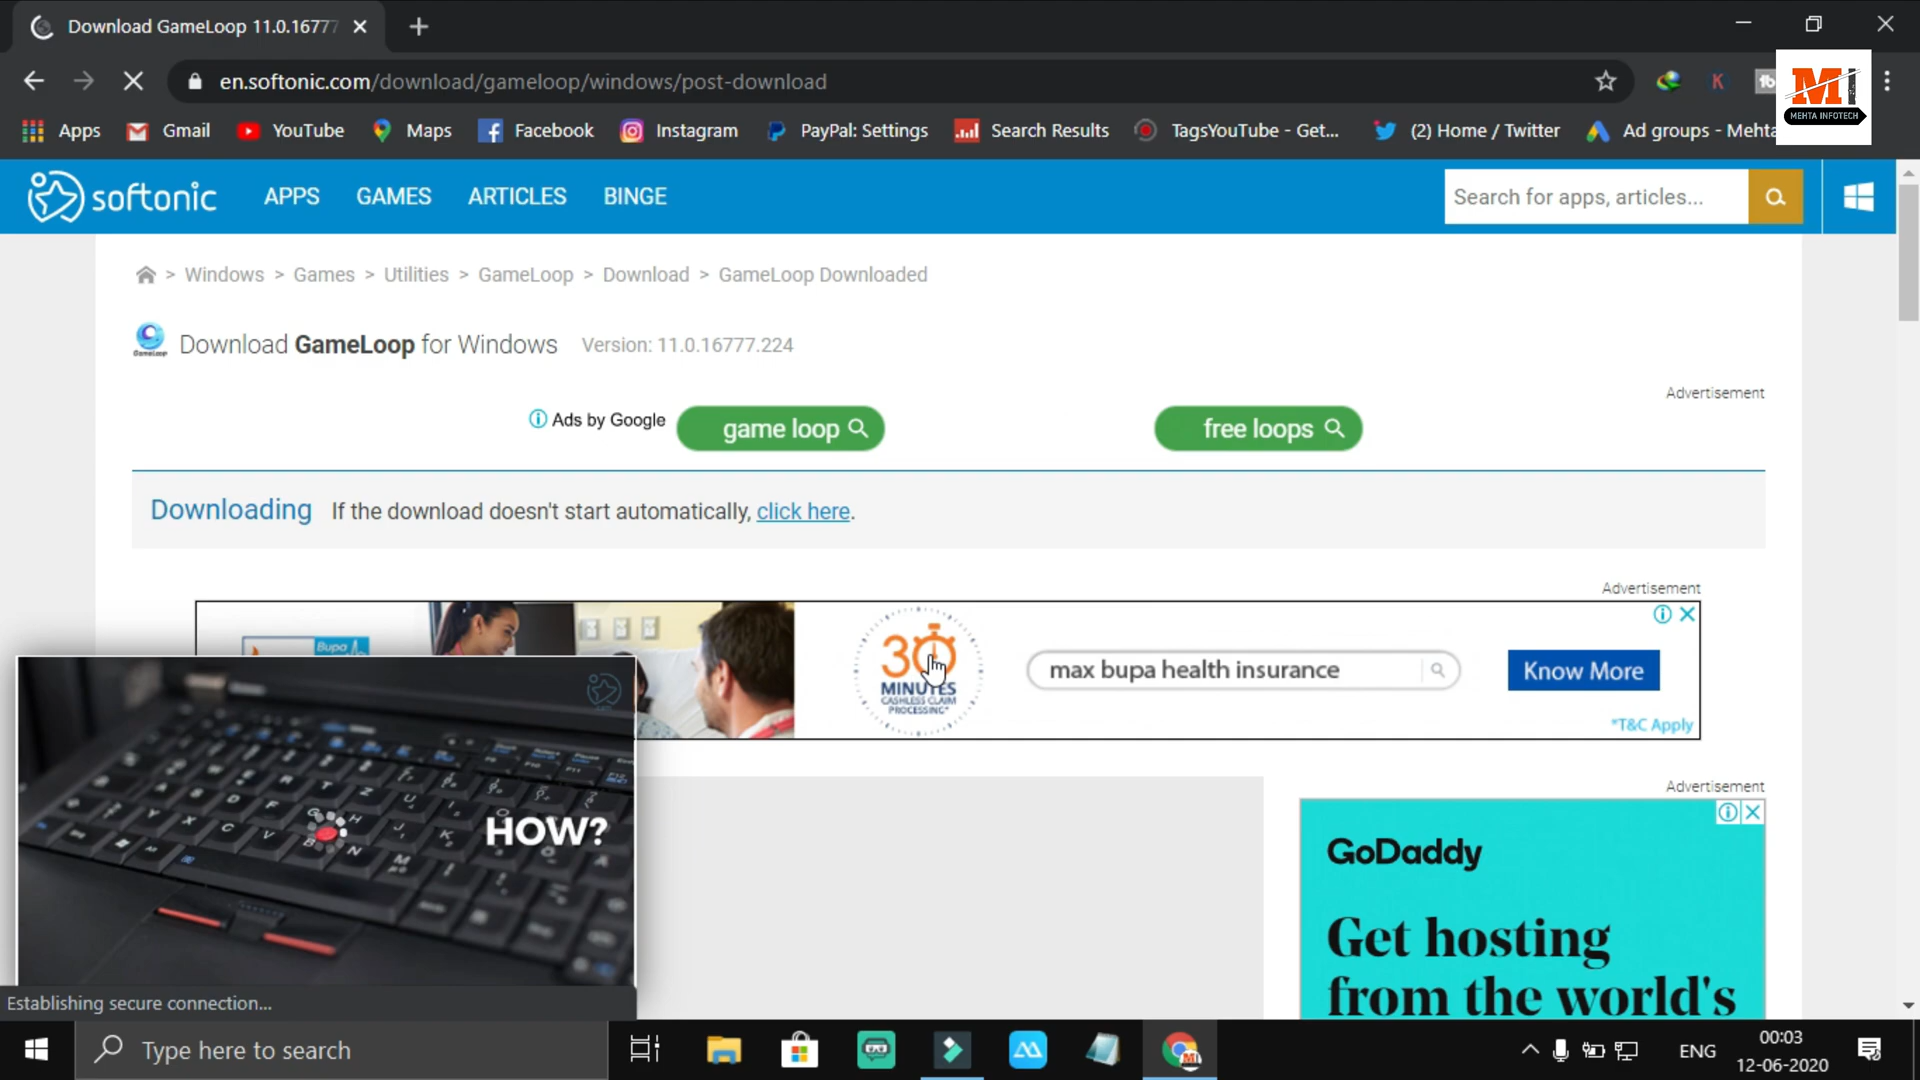 Download GameLoop 11.0.16777
en.softonic.com/download/gameloop/windows/post-download
Apps Gmail YouTube Maps Facebook Instagram PayPal: Settings Search Results TagsYouTube - Get... (2) Home / Twitter Ad groups - Mehta
MI
MEHTA INFOTECH
softonic APPS GAMES ARTICLES BINGE Search for apps, articles...
> Windows > Games > Utilities > GameLoop > Download > GameLoop Downloaded
Download GameLoop for Windows Version: 11.0.16777.224
Advertisement
Ads by Google game loop free loops
Downloading If the download doesn't start automatically, click here.
Advertisement
Bupa
30
MINUTES
CASHLESS CLAIM
PROCESSING*
max bupa health insurance
Know More
*T&C Apply
Advertisement
HOW?
GoDaddy
Get hosting
from the world's
Establishing secure connection...
Type here to search
ENG
00:03
12-06-2020